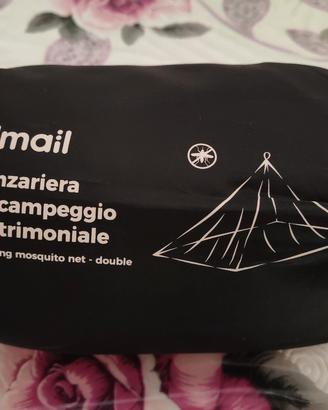 mail
nzariera
campeggio
trimoniale
ng mosquito net - double